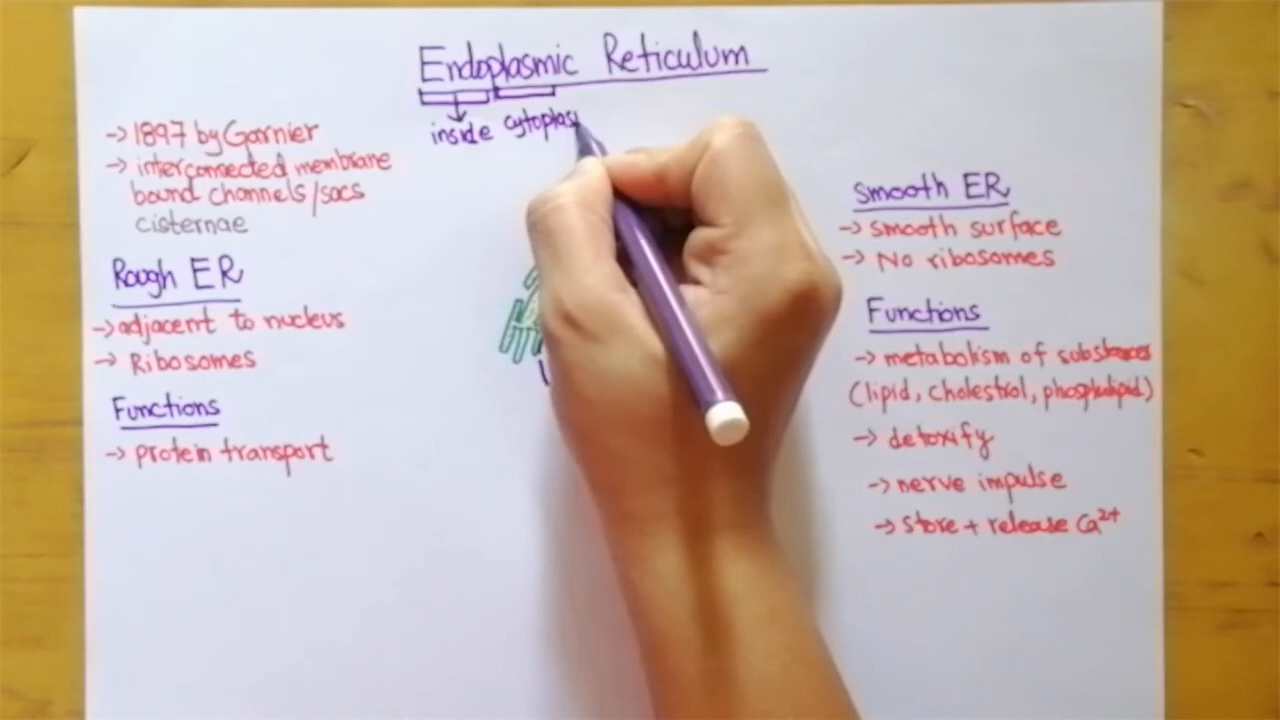 Endoplasmic Reticulum
inside cytoplas
-> 1897 by Garnier
-> interconnected membrane
bound channels/sacs
cisternae
Rough ER
-> adjacent to nucleus
-> Ribosomes
Functions
-> protein transport
Smooth ER
-> smooth surface
-> No ribosomes
Functions
-> metabolism of substances
(lipid, cholestrol, phospholipid)
-> detoxify
-> nerve impulse
-> store + release Ca²⁺